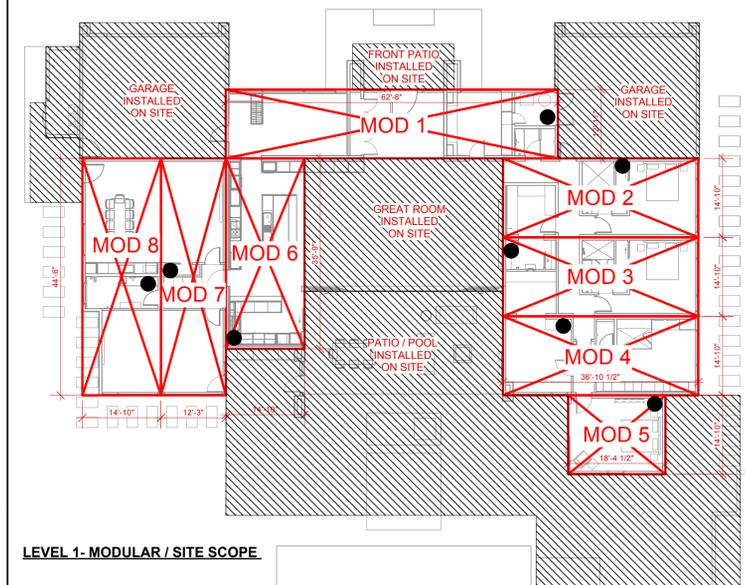 FRONT PATIO
INSTALLED
ON SITE
GARAGE
INSTALLED
ON SITE
62'-8"
MOD 1
GARAGE
INSTALLED
ON SITE
MOD 2
14'-10"
GREAT ROOM
INSTALLED
ON SITE
MOD 8
MOD 7
MOD 6
35'-9"
44'-6"
MOD 3
14'-10"
PATIO / POOL
INSTALLED
ON SITE
MOD 4
36'-10 1/2"
14'-10"
14'-10"
12'-3"
14'-10"
MOD 5
18'-4 1/2"
14'-10"
LEVEL 1- MODULAR / SITE SCOPE